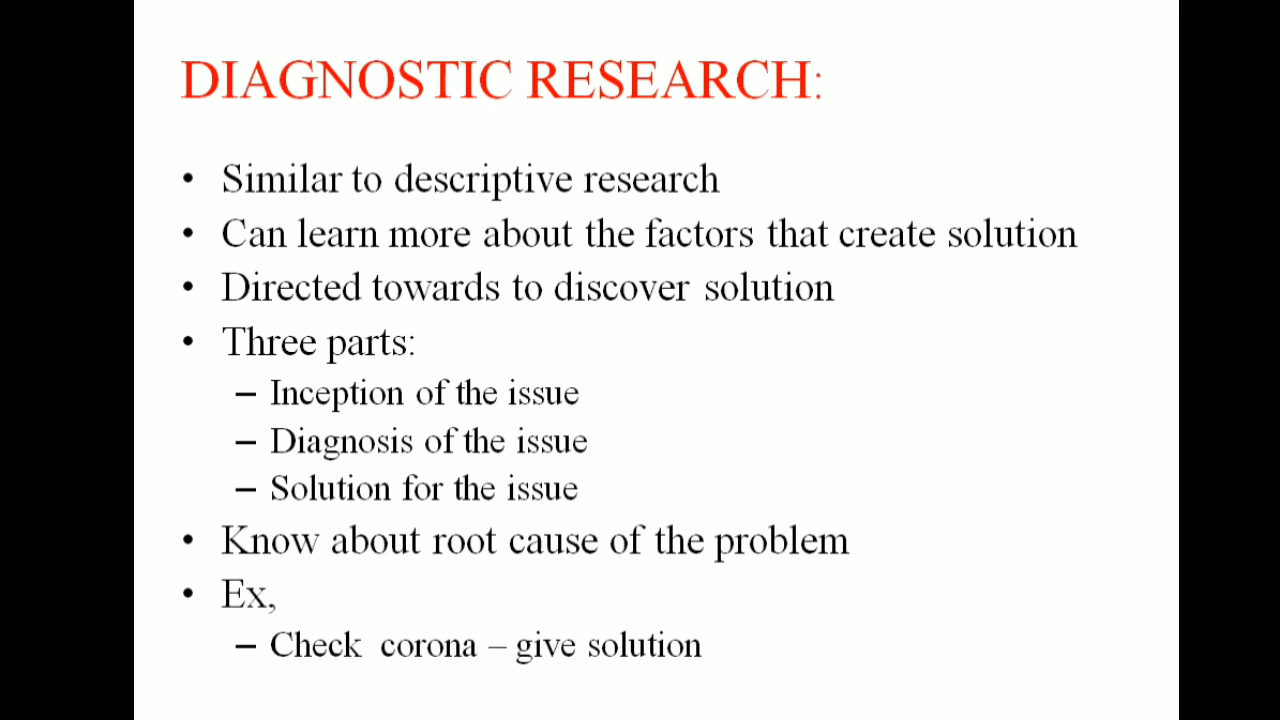 DIAGNOSTIC RESEARCH:
• Similar to descriptive research
• Can learn more about the factors that create solution
• Directed towards to discover solution
• Three parts:
– Inception of the issue
– Diagnosis of the issue
– Solution for the issue
• Know about root cause of the problem
• Ex,
– Check corona – give solution